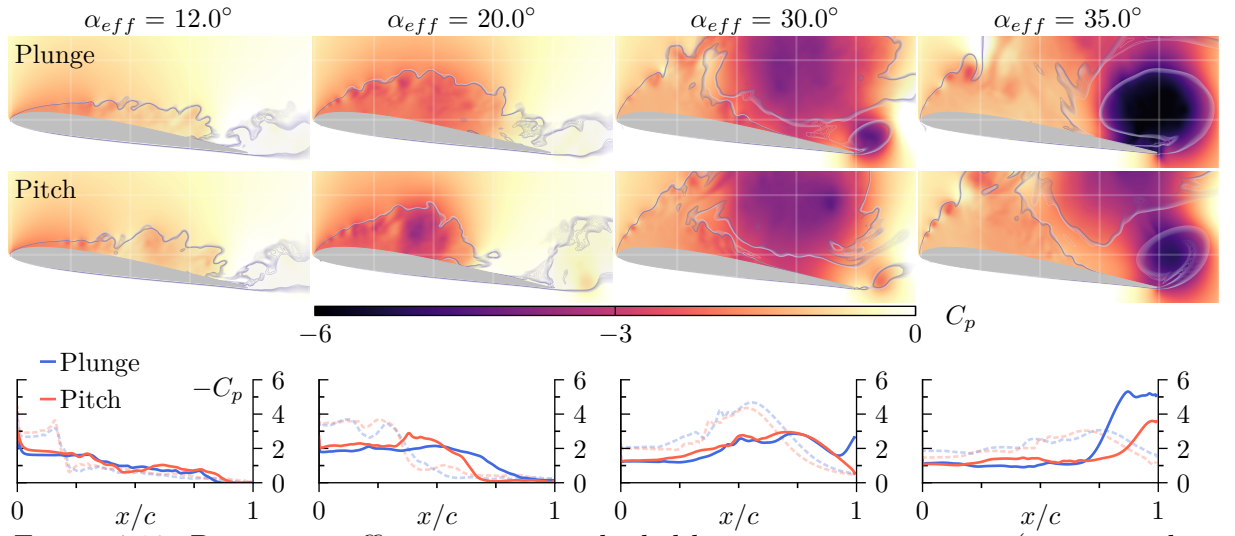 α_eff = 12.0° α_eff = 20.0° α_eff = 30.0° α_eff = 35.0°
Plunge
Pitch
−6 −3 0 C_p
Plunge
Pitch
−C_p
6 6 6 6
4 4 4 4
2 2 2 2
0 0 0 0
0 x/c 1 0 x/c 1 0 x/c 1 0 x/c 1